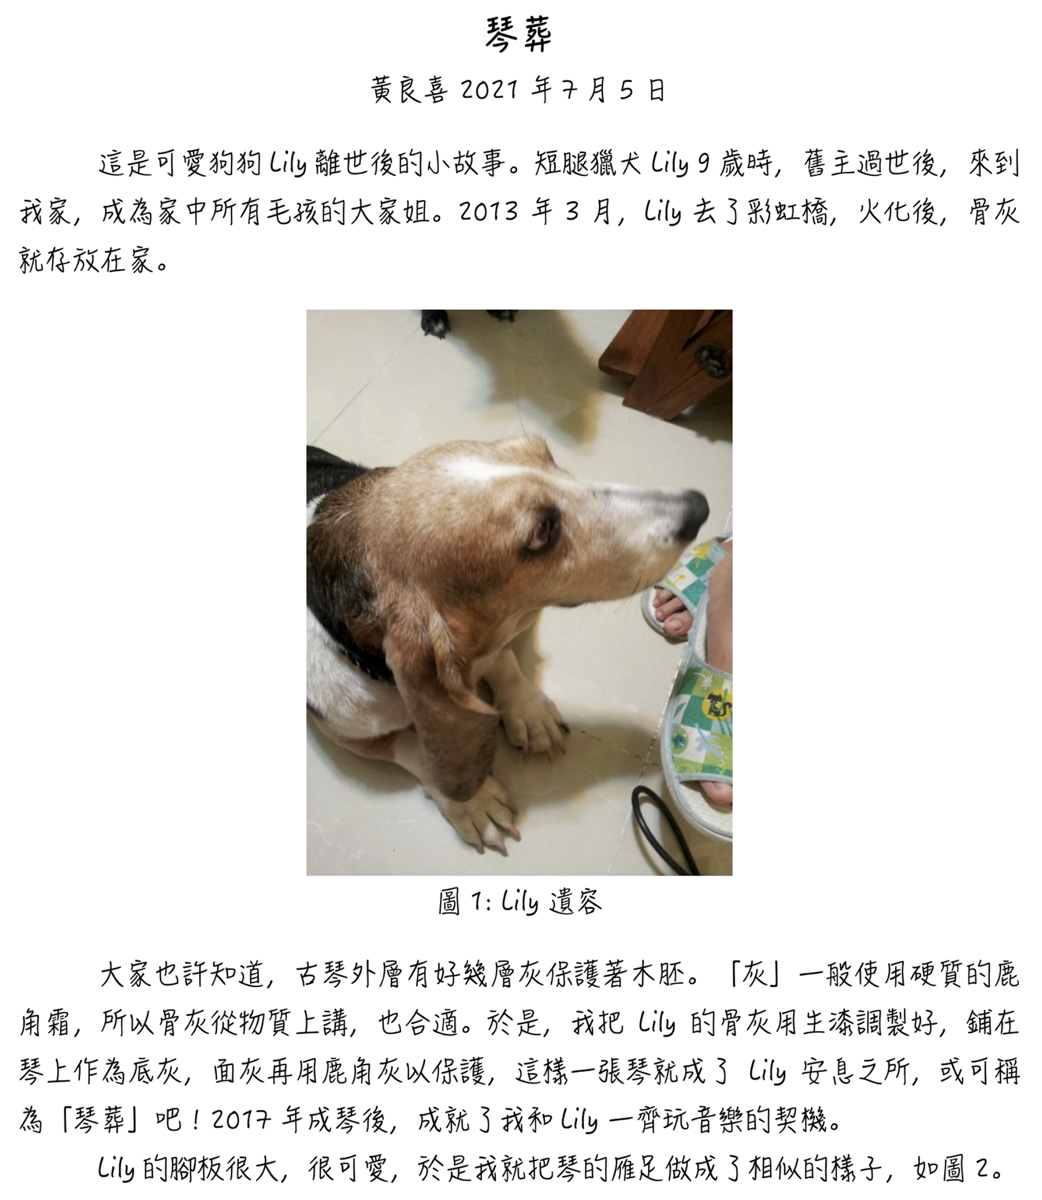 琴葬
黃良喜 2021 年 7 月 5 日
這是可愛狗狗 Lily 離世後的小故事。短腿獵犬 Lily 9 歲時，舊主過世後，來到
我家，成為家中所有毛孩的大家姐。2013 年 3 月，Lily 去了彩虹橋，火化後，骨灰
就存放在家。
圖 1: Lily 遺容
大家也許知道，古琴外層有好幾層灰保護著木胚。「灰」一般使用硬質的鹿
角霜，所以骨灰從物質上講，也合適。於是，我把 Lily 的骨灰用生漆調製好，鋪在
琴上作為底灰，面灰再用鹿角灰以保護，這樣一張琴就成了 Lily 安息之所，或可稱
為「琴葬」吧！2017 年成琴後，成就了我和 Lily 一齊玩音樂的契機。
Lily 的腳板很大，很可愛，於是我就把琴的雁足做成了相似的樣子，如圖 2。